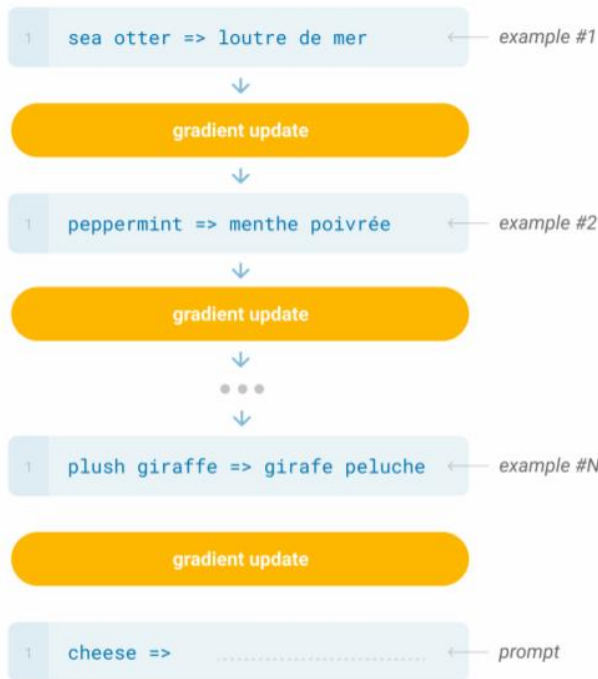 1 sea otter => loutre de mer example #1
gradient update
1 peppermint => menthe poivrée example #2
gradient update
1 plush giraffe => girafe peluche example #N
gradient update
1 cheese => prompt